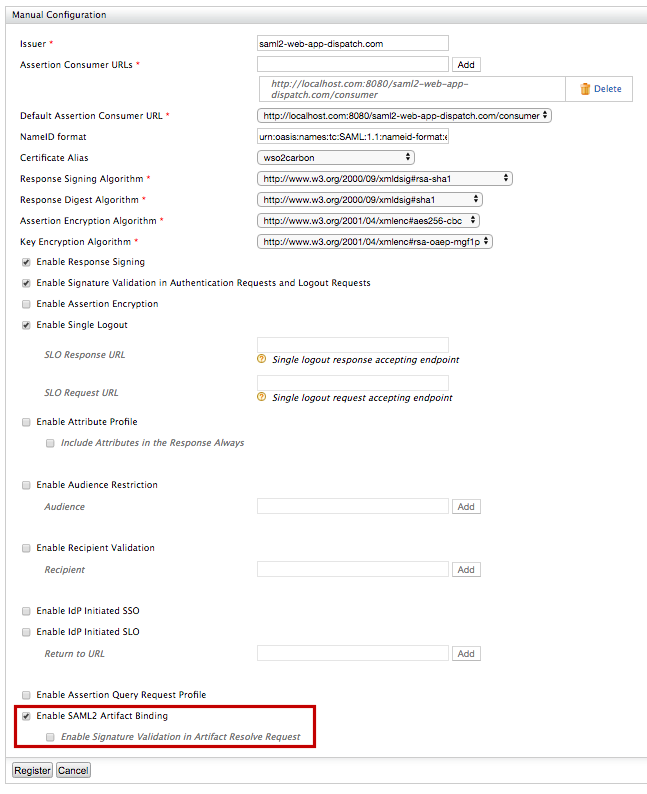 Manual Configuration
Issuer * saml2-web-app-dispatch.com
Assertion Consumer URLs * Add
http://localhost.com:8080/saml2-web-app-
dispatch.com/consumer Delete
Default Assertion Consumer URL * http://localhost.com:8080/saml2-web-app-dispatch.com/consumer
NameID format urn:oasis:names:tc:SAML:1.1:nameid-format:e
Certificate Alias wso2carbon
Response Signing Algorithm * http://www.w3.org/2000/09/xmldsig#rsa-sha1
Response Digest Algorithm * http://www.w3.org/2000/09/xmldsig#sha1
Assertion Encryption Algorithm * http://www.w3.org/2001/04/xmlenc#aes256-cbc
Key Encryption Algorithm * http://www.w3.org/2001/04/xmlenc#rsa-oaep-mgf1p
Enable Response Signing
Enable Signature Validation in Authentication Requests and Logout Requests
Enable Assertion Encryption
Enable Single Logout
SLO Response URL
Single logout response accepting endpoint
SLO Request URL
Single logout request accepting endpoint
Enable Attribute Profile
Include Attributes in the Response Always
Enable Audience Restriction
Audience Add
Enable Recipient Validation
Recipient Add
Enable IdP Initiated SSO
Enable IdP Initiated SLO
Return to URL Add
Enable Assertion Query Request Profile
Enable SAML2 Artifact Binding
Enable Signature Validation in Artifact Resolve Request
Register Cancel